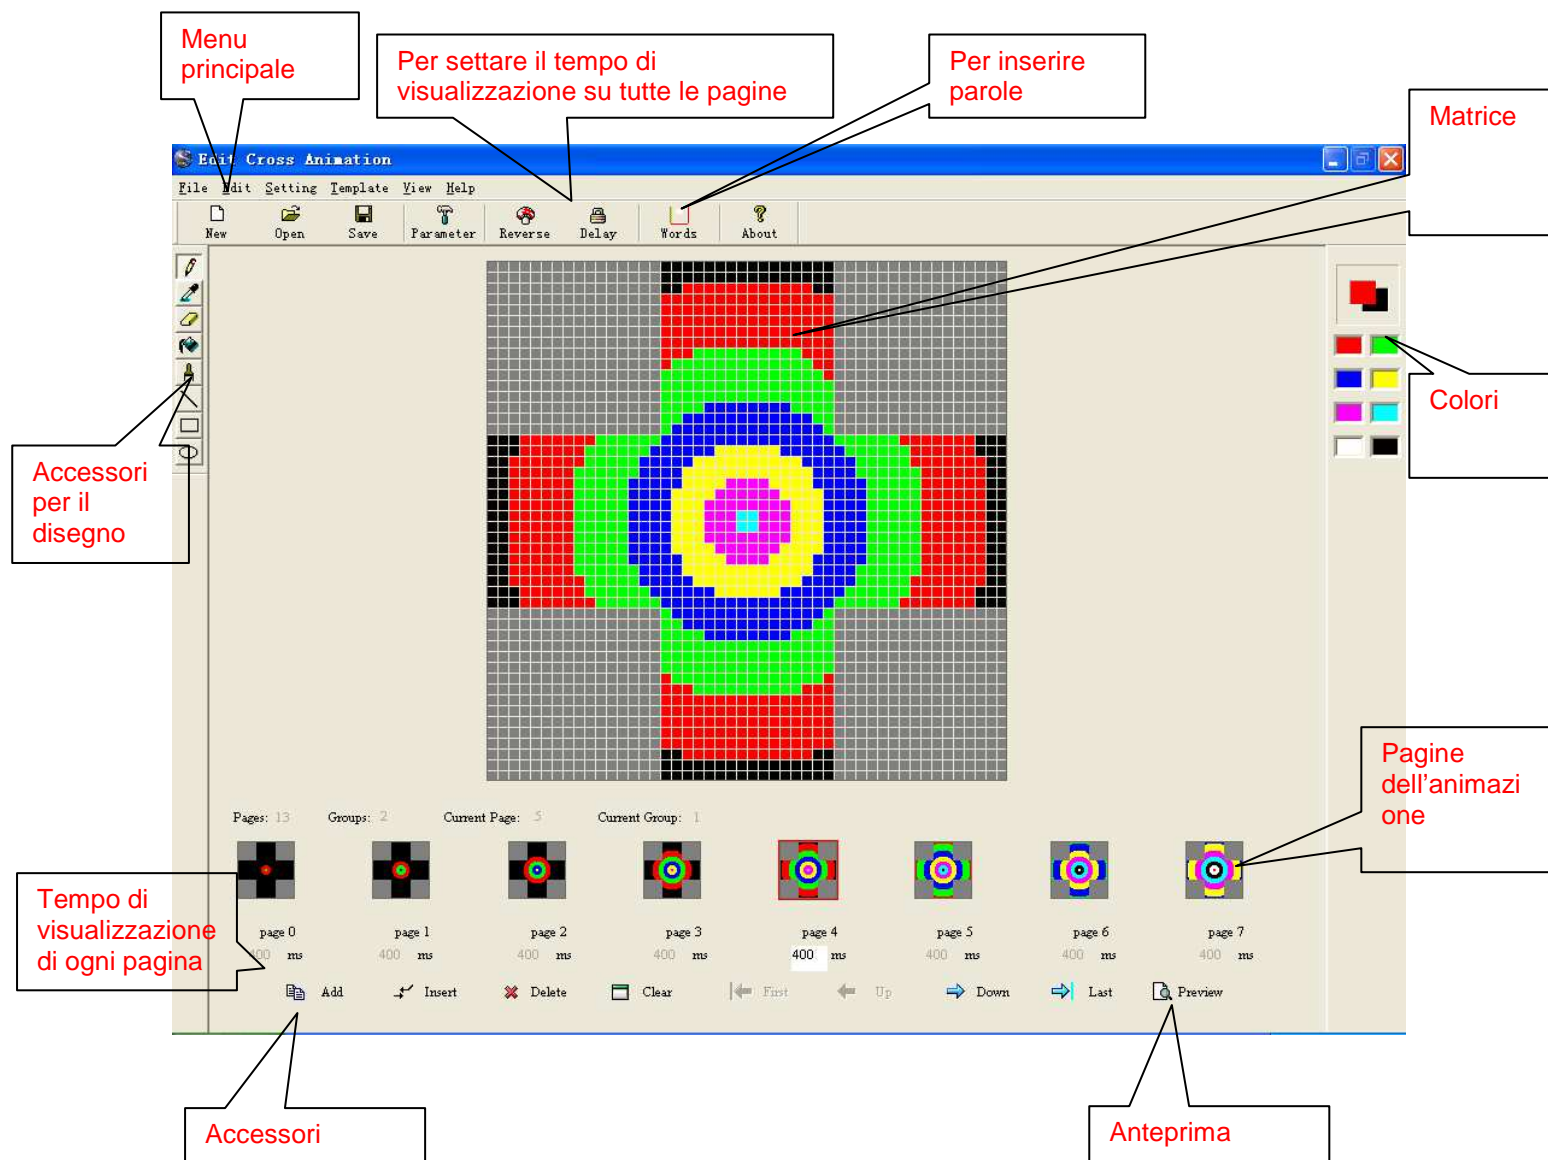 Menu
principale
Per settare il tempo di
visualizzazione su tutte le pagine
Per inserire
parole
Matrice
Edit Cross Animation
File Edit Setting Template View Help
New Open Save Parameter Reverse Delay Words About
Colori
Accessori
per il
disegno
Pagine
dell'animazi
one
Pages: 13 Groups: 2 Current Page: 5 Current Group: 1
Tempo di
visualizzazione
di ogni pagina
page 0 page 1 page 2 page 3 page 4 page 5 page 6 page 7
400 ms 400 ms 400 ms 400 ms 400 ms 400 ms 400 ms 400 ms
Add Insert Delete Clear First Up Down Last Preview
Accessori
Anteprima